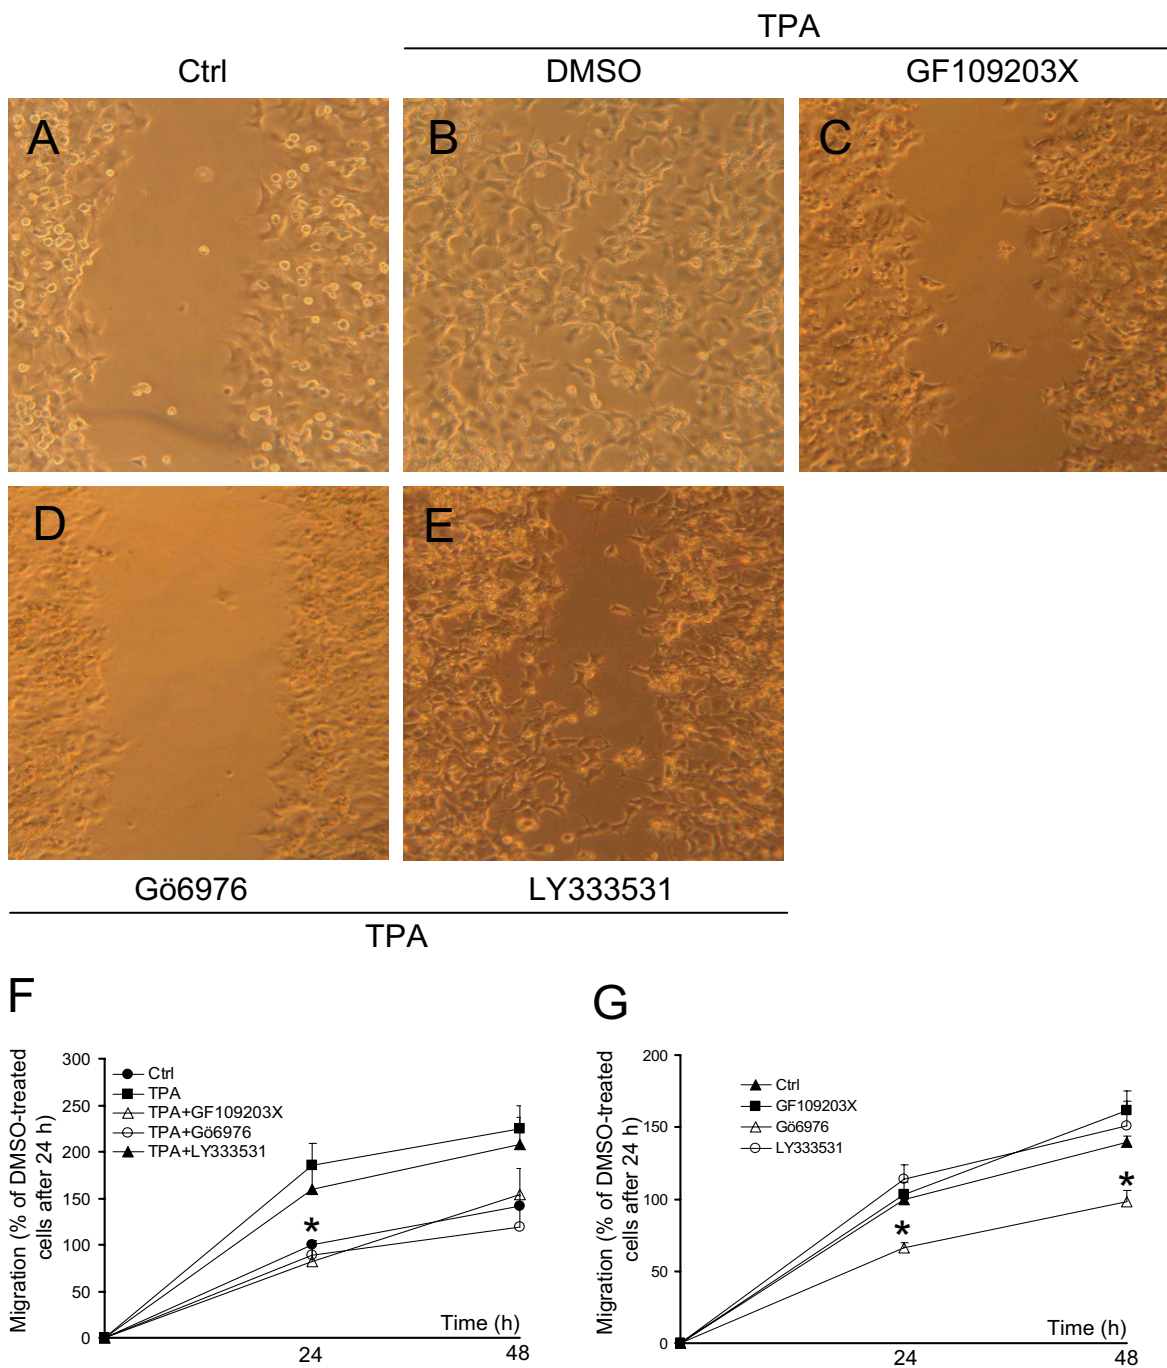 TPA
Ctrl DMSO GF109203X
A B C
D E
Gö6976 LY333531
TPA
F G
Migration (% of DMSO-treated
cells after 24 h)
300
250
200
150
100
50
0
Ctrl
TPA
TPA+GF109203X
TPA+Gö6976
TPA+LY333531
*
Time (h)
24 48
Migration (% of DMSO-treated
cells after 24 h)
200
150
100
50
0
Ctrl
GF109203X
Gö6976
LY333531
* *
Time (h)
24 48